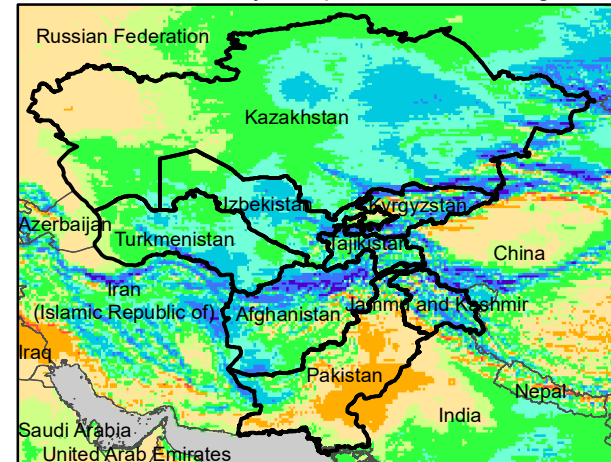 Russian Federation
Kazakhstan
Uzbekistan
Kyrgyzstan
Azerbaijan
Turkmenistan
Tajikistan
China
Iran
(Islamic Republic of)
Afghanistan
Jammu and Kashmir
Iraq
Pakistan
Nepal
India
Saudi Arabia
United Arab Emirates